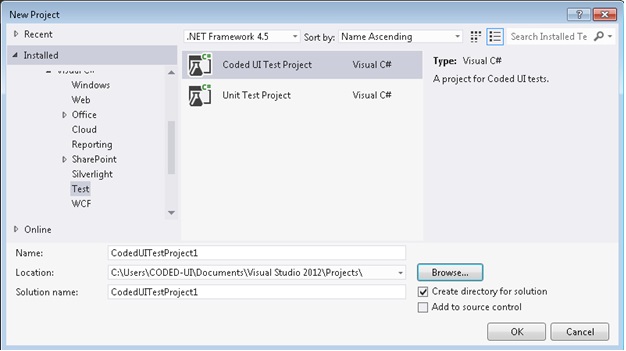 New Project
?
Recent
.NET Framework 4.5
Sort by:
Name Ascending
Search Installed Te
Installed
Visual C#
Windows
Web
Office
Cloud
Reporting
SharePoint
Silverlight
Test
WCF
Online
C# Coded UI Test Project Visual C#
C# Unit Test Project Visual C#
Type: Visual C#
A project for Coded UI tests.
Name: CodedUITestProject1
Location: C:\Users\CODED-UI\Documents\Visual Studio 2012\Projects\
Browse...
Solution name: CodedUITestProject1
Create directory for solution
Add to source control
OK
Cancel